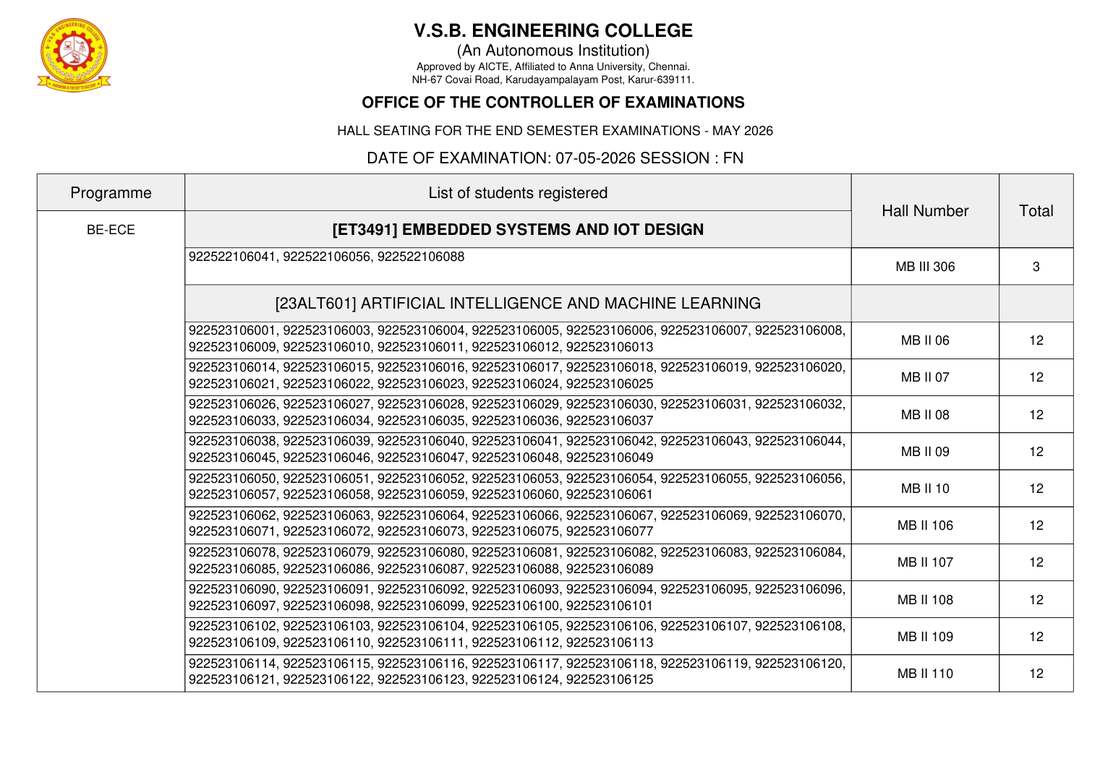 V.S.B. ENGINEERING COLLEGE
(An Autonomous Institution)
Approved by AICTE, Affiliated to Anna University, Chennai.
NH-67 Covai Road, Karudayampalayam Post, Karur-639111.
OFFICE OF THE CONTROLLER OF EXAMINATIONS
HALL SEATING FOR THE END SEMESTER EXAMINATIONS - MAY 2026
DATE OF EXAMINATION: 07-05-2026 SESSION : FN
Programme List of students registered Hall Number Total
BE-ECE [ET3491] EMBEDDED SYSTEMS AND IOT DESIGN
922522106041, 922522106056, 922522106088 MB III 306 3
[23ALT601] ARTIFICIAL INTELLIGENCE AND MACHINE LEARNING
922523106001, 922523106003, 922523106004, 922523106005, 922523106006, 922523106007, 922523106008,
922523106009, 922523106010, 922523106011, 922523106012, 922523106013 MB II 06 12
922523106014, 922523106015, 922523106016, 922523106017, 922523106018, 922523106019, 922523106020,
922523106021, 922523106022, 922523106023, 922523106024, 922523106025 MB II 07 12
922523106026, 922523106027, 922523106028, 922523106029, 922523106030, 922523106031, 922523106032,
922523106033, 922523106034, 922523106035, 922523106036, 922523106037 MB II 08 12
922523106038, 922523106039, 922523106040, 922523106041, 922523106042, 922523106043, 922523106044,
922523106045, 922523106046, 922523106047, 922523106048, 922523106049 MB II 09 12
922523106050, 922523106051, 922523106052, 922523106053, 922523106054, 922523106055, 922523106056,
922523106057, 922523106058, 922523106059, 922523106060, 922523106061 MB II 10 12
922523106062, 922523106063, 922523106064, 922523106066, 922523106067, 922523106069, 922523106070,
922523106071, 922523106072, 922523106073, 922523106075, 922523106077 MB II 106 12
922523106078, 922523106079, 922523106080, 922523106081, 922523106082, 922523106083, 922523106084,
922523106085, 922523106086, 922523106087, 922523106088, 922523106089 MB II 107 12
922523106090, 922523106091, 922523106092, 922523106093, 922523106094, 922523106095, 922523106096,
922523106097, 922523106098, 922523106099, 922523106100, 922523106101 MB II 108 12
922523106102, 922523106103, 922523106104, 922523106105, 922523106106, 922523106107, 922523106108,
922523106109, 922523106110, 922523106111, 922523106112, 922523106113 MB II 109 12
922523106114, 922523106115, 922523106116, 922523106117, 922523106118, 922523106119, 922523106120,
922523106121, 922523106122, 922523106123, 922523106124, 922523106125 MB II 110 12